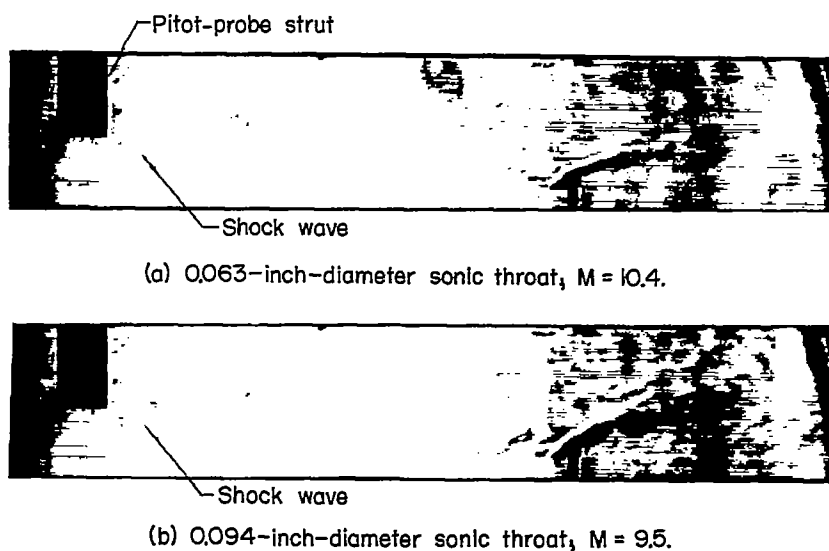 Pitot-probe strut
Shock wave
(a) 0.063-inch-diameter sonic throat, M = 10.4.
Shock wave
(b) 0.094-inch-diameter sonic throat, M = 9.5.